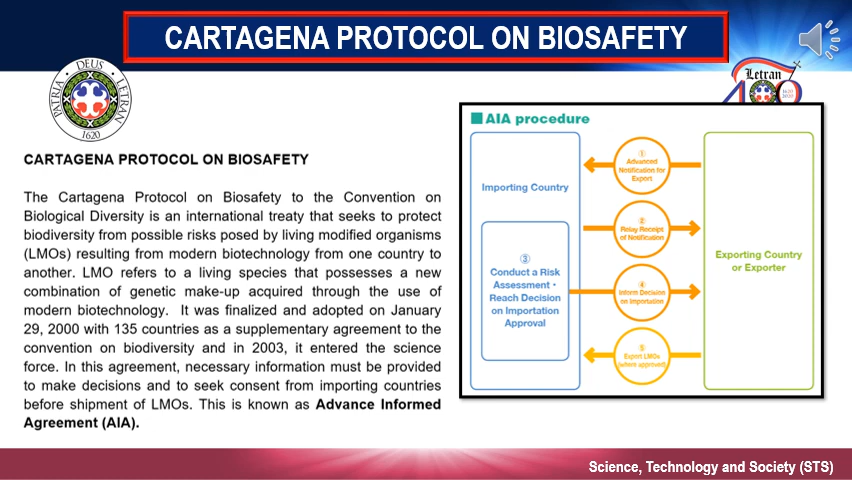 CARTAGENA PROTOCOL ON BIOSAFETY
PATRIA DEUS LETRAN
1620
Letran
CARTAGENA PROTOCOL ON BIOSAFETY
The Cartagena Protocol on Biosafety to the Convention on
Biological Diversity is an international treaty that seeks to protect
biodiversity from possible risks posed by living modified organisms
(LMOs) resulting from modern biotechnology from one country to
another. LMO refers to a living species that possesses a new
combination of genetic make-up acquired through the use of
modern biotechnology. It was finalized and adopted on January
29, 2000 with 135 countries as a supplementary agreement to the
convention on biodiversity and in 2003, it entered the science
force. In this agreement, necessary information must be provided
to make decisions and to seek consent from importing countries
before shipment of LMOs. This is known as Advance Informed
Agreement (AIA).
AIA procedure
Importing Country
①
Advanced
Notification for
Export
②
Relay Receipt
of Notification
③
Conduct a Risk
Assessment・
Reach Decision
on Importation
Approval
④
Inform Decision
on Importation
⑤
Export LMOs
(where approved)
Exporting Country
or Exporter
Science, Technology and Society (STS)